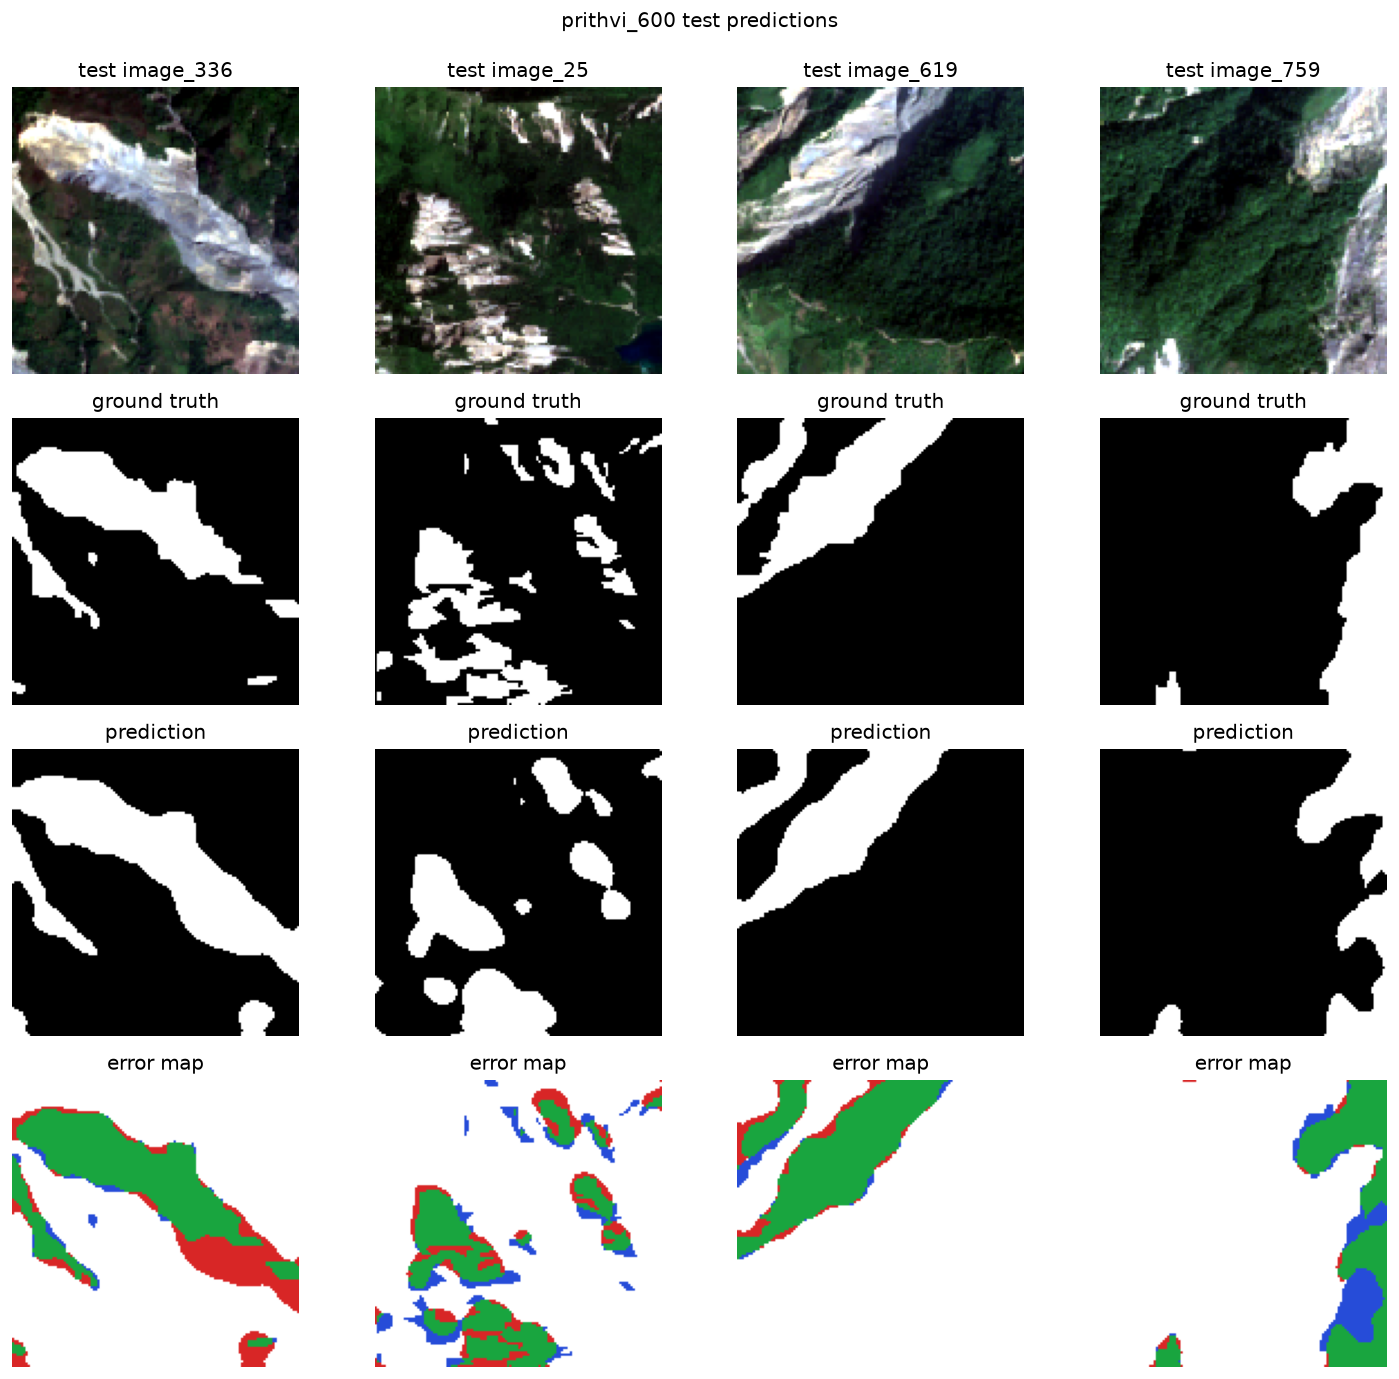 prithvi_600 test predictions
test image_336
test image_25
test image_619
test image_759
ground truth
ground truth
ground truth
ground truth
prediction
prediction
prediction
prediction
error map
error map
error map
error map